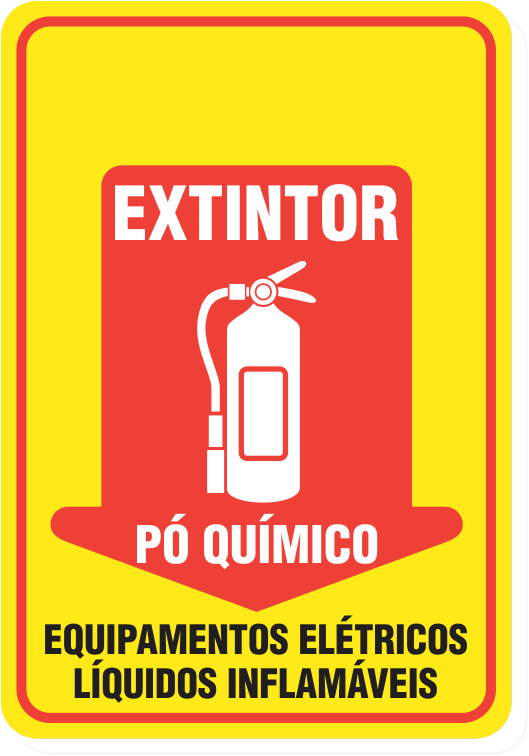 EXTINTOR
PÓ QUÍMICO
EQUIPAMENTOS ELÉTRICOS
LÍQUIDOS INFLAMÁVEIS